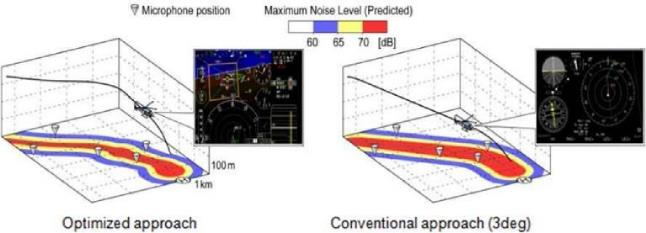 Microphone position
Maximum Noise Level (Predicted)
60 65 70 [dB]
100m
1km
Optimized approach
Conventional approach (3deg)